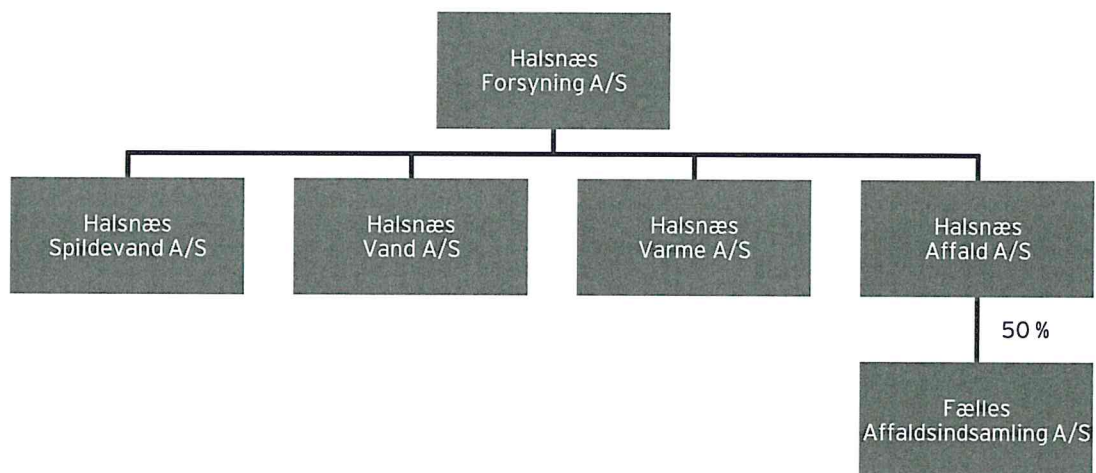 Halsnæs
Forsyning A/S
Halsnæs
Spildevand A/S
Halsnæs
Vand A/S
Halsnæs
Varme A/S
Halsnæs
Affald A/S
50 %
Fælles
Affaldsindsamling A/S